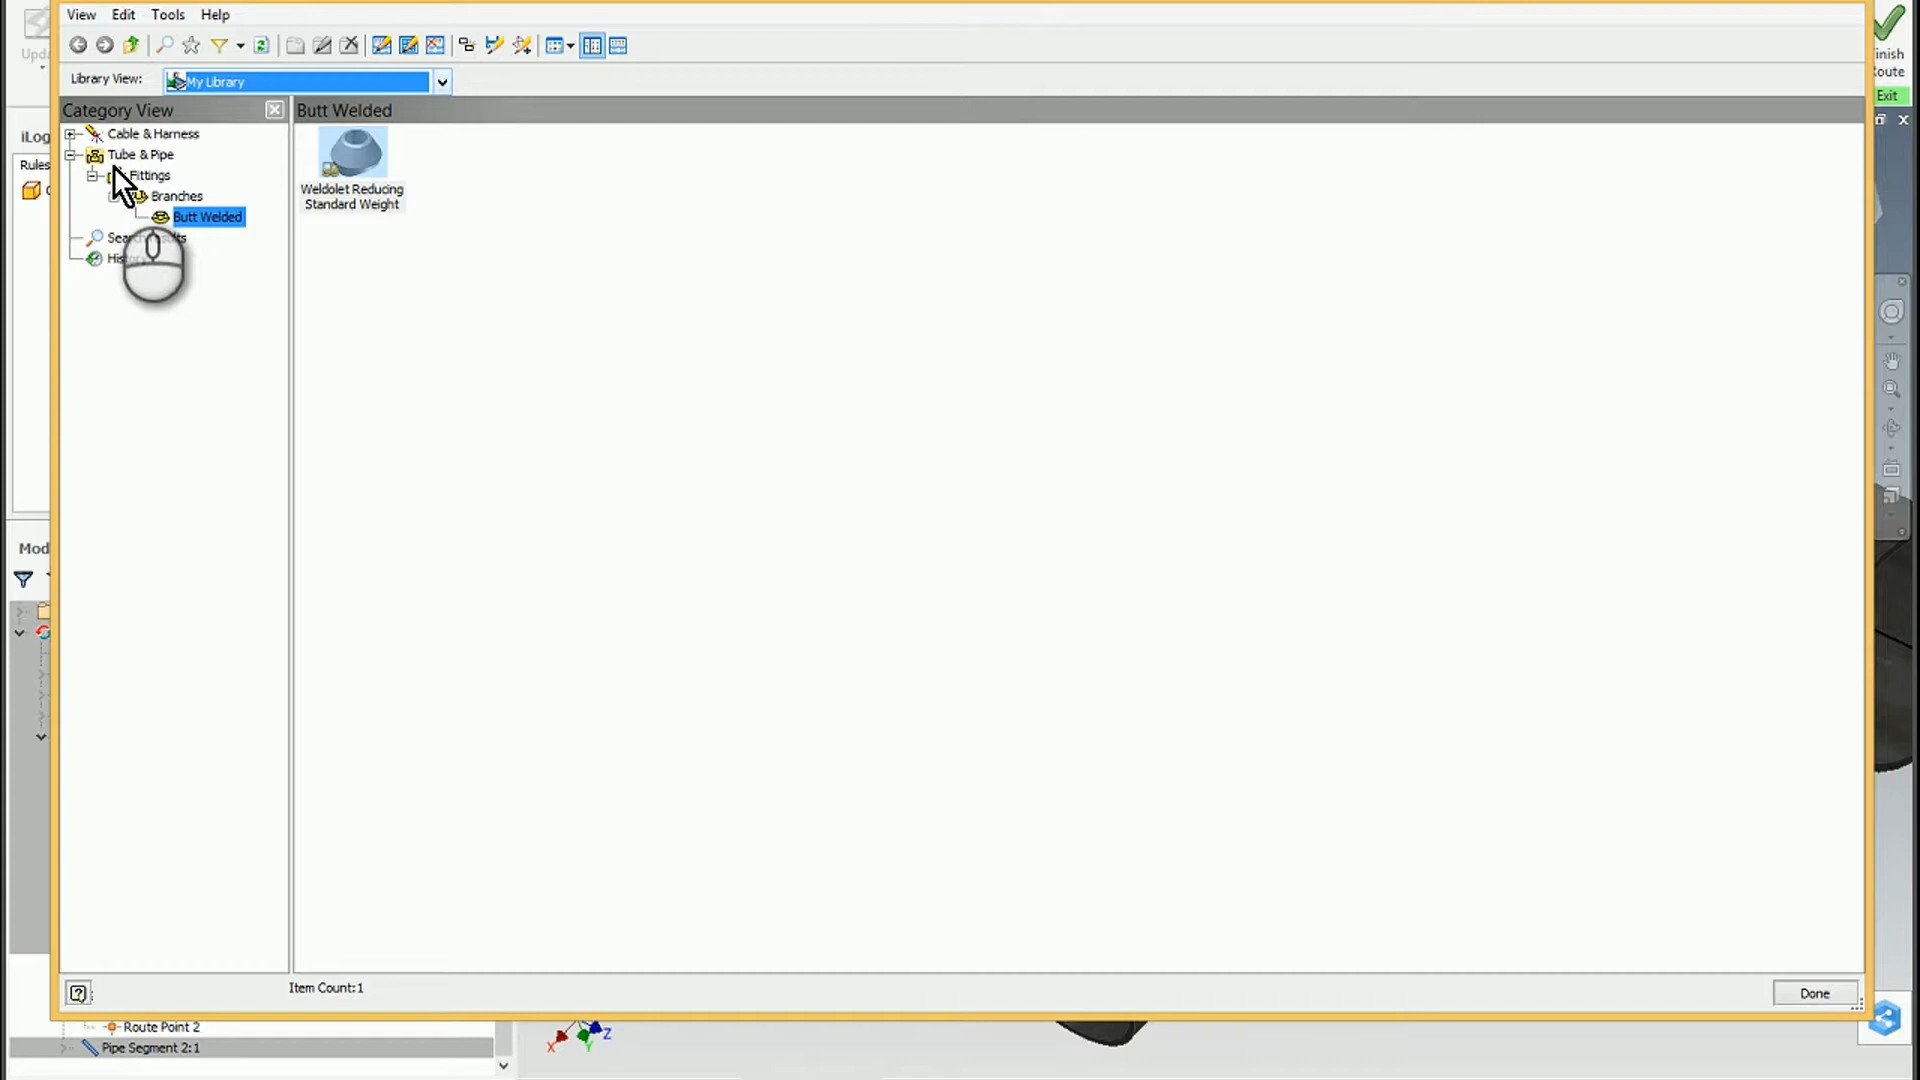 View Edit Tools Help
Library View: My Library
Category View
Butt Welded
Cable & Harness
Tube & Pipe
Fittings
Branches
Butt Welded
History
Weldolet Reducing
Standard Weight
Item Count:1
Done
Rules
Route Point 2
Pipe Segment 2:1
Exit
X
Y
Z